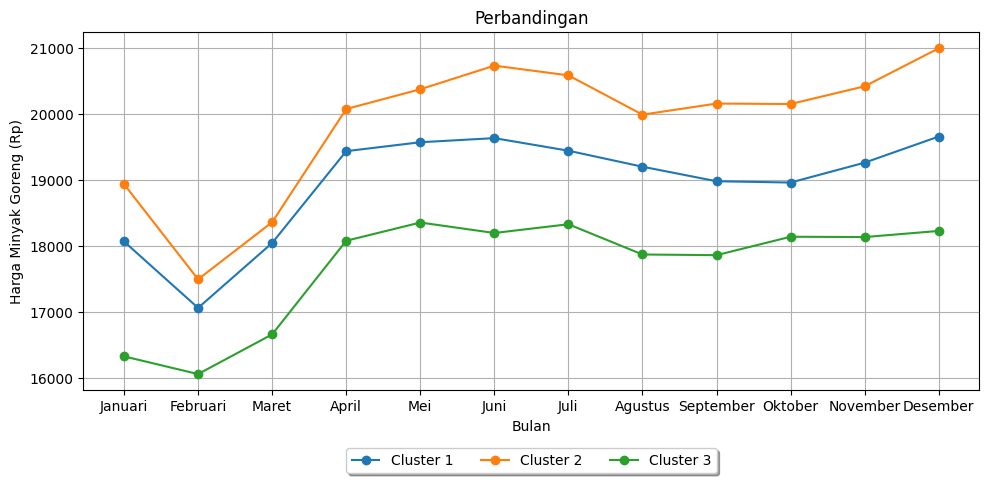 Perbandingan
Harga Minyak Goreng (Rp)
21000
20000
19000
18000
17000
16000
Januari Februari Maret April Mei Juni Juli Agustus September Oktober November Desember
Bulan
Cluster 1 Cluster 2 Cluster 3